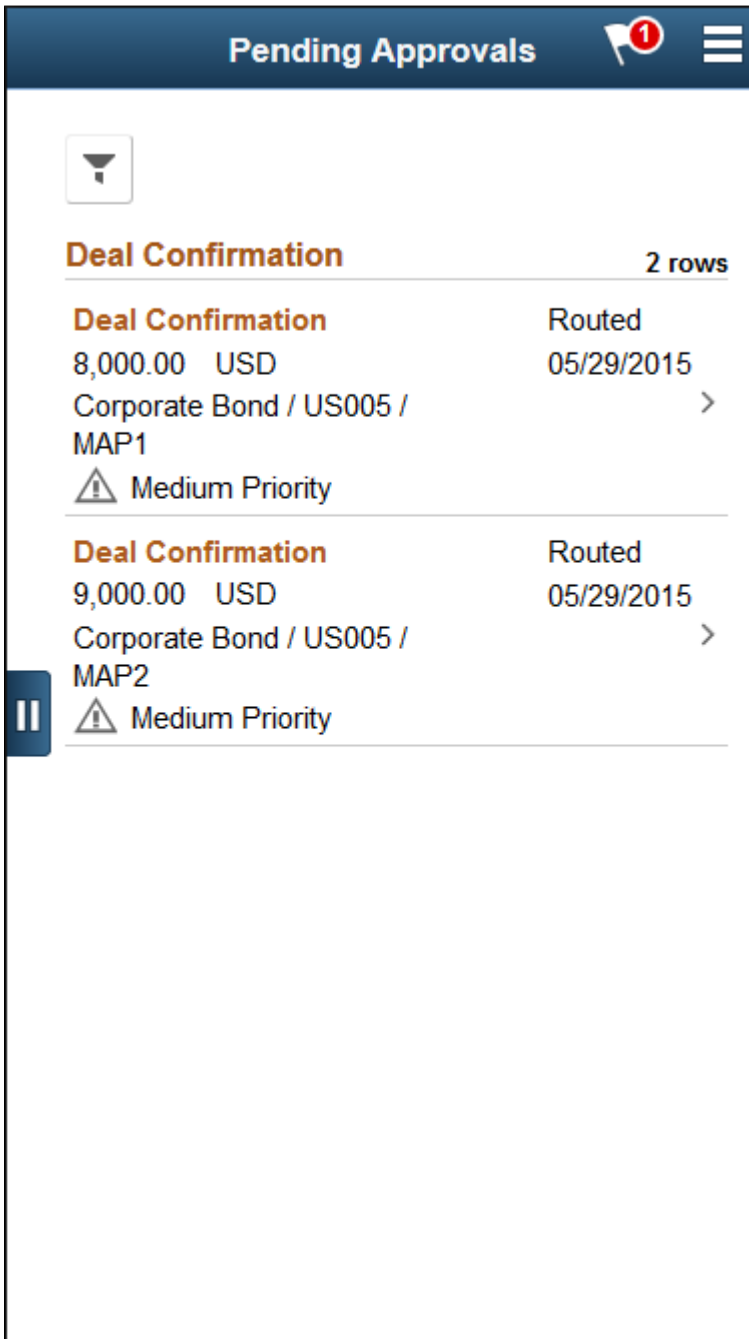 Pending Approvals 1
Deal Confirmation 2 rows
Deal Confirmation Routed
8,000.00 USD 05/29/2015
Corporate Bond / US005 /
MAP1
Medium Priority
Deal Confirmation Routed
9,000.00 USD 05/29/2015
Corporate Bond / US005 /
MAP2
Medium Priority